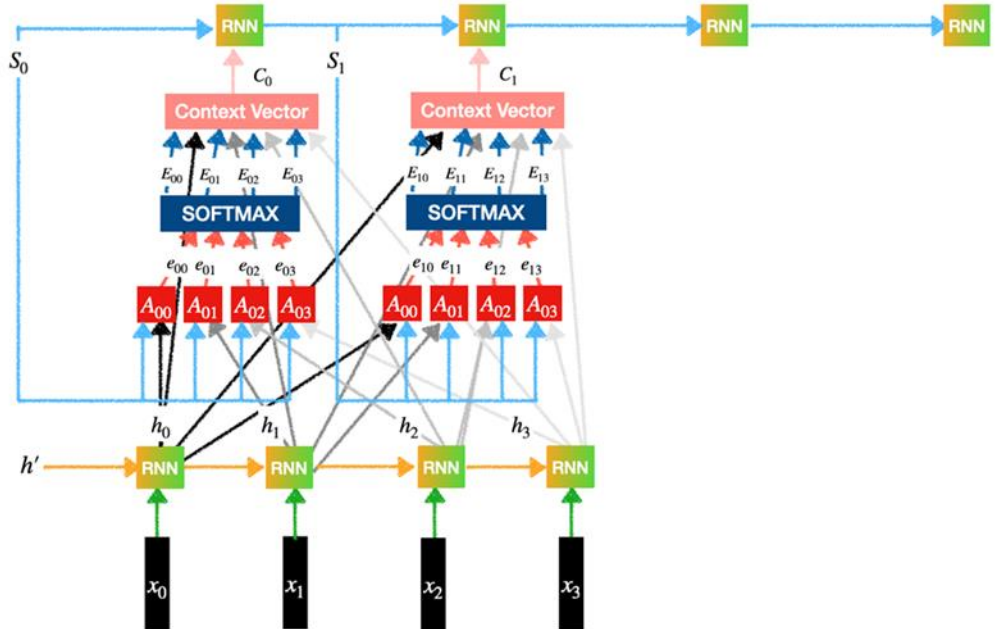 RNN RNN RNN RNN
S₀ S₁
C₀ C₁
Context Vector Context Vector
E₀₀ E₀₁ E₀₂ E₀₃ E₁₀ E₁₁ E₁₂ E₁₃
SOFTMAX SOFTMAX
e₀₀ e₀₁ e₀₂ e₀₃ e₁₀ e₁₁ e₁₂ e₁₃
A₀₀ A₀₁ A₀₂ A₀₃ A₀₀ A₀₁ A₀₂ A₀₃
h₀ h₁ h₂ h₃
h′ RNN RNN RNN RNN
x₀ x₁ x₂ x₃